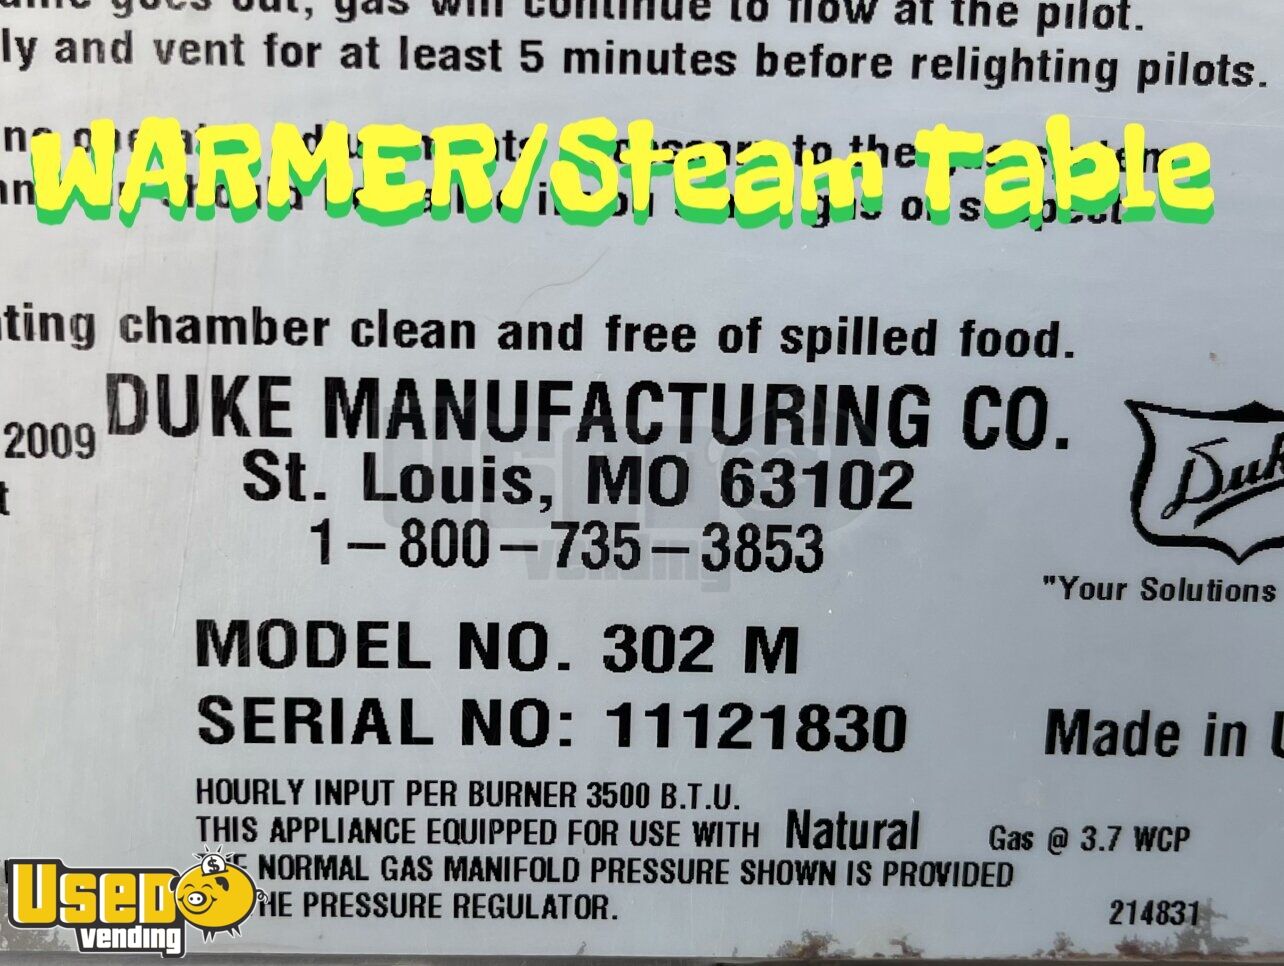 goes out, gas will continue to flow at the pilot.
ly and vent for at least 5 minutes before relighting pilots.
WARMER/Steam Table
to the
ting chamber clean and free of spilled food.
2009 DUKE MANUFACTURING CO.
St. Louis, MO 63102
1-800-735-3853
Duk
"Your Solutions
MODEL NO. 302 M
SERIAL NO: 11121830
Made in U
HOURLY INPUT PER BURNER 3500 B.T.U.
THIS APPLIANCE EQUIPPED FOR USE WITH Natural Gas @ 3.7 WCP
NORMAL GAS MANIFOLD PRESSURE SHOWN IS PROVIDED
HE PRESSURE REGULATOR.
214831
USED vending
vending